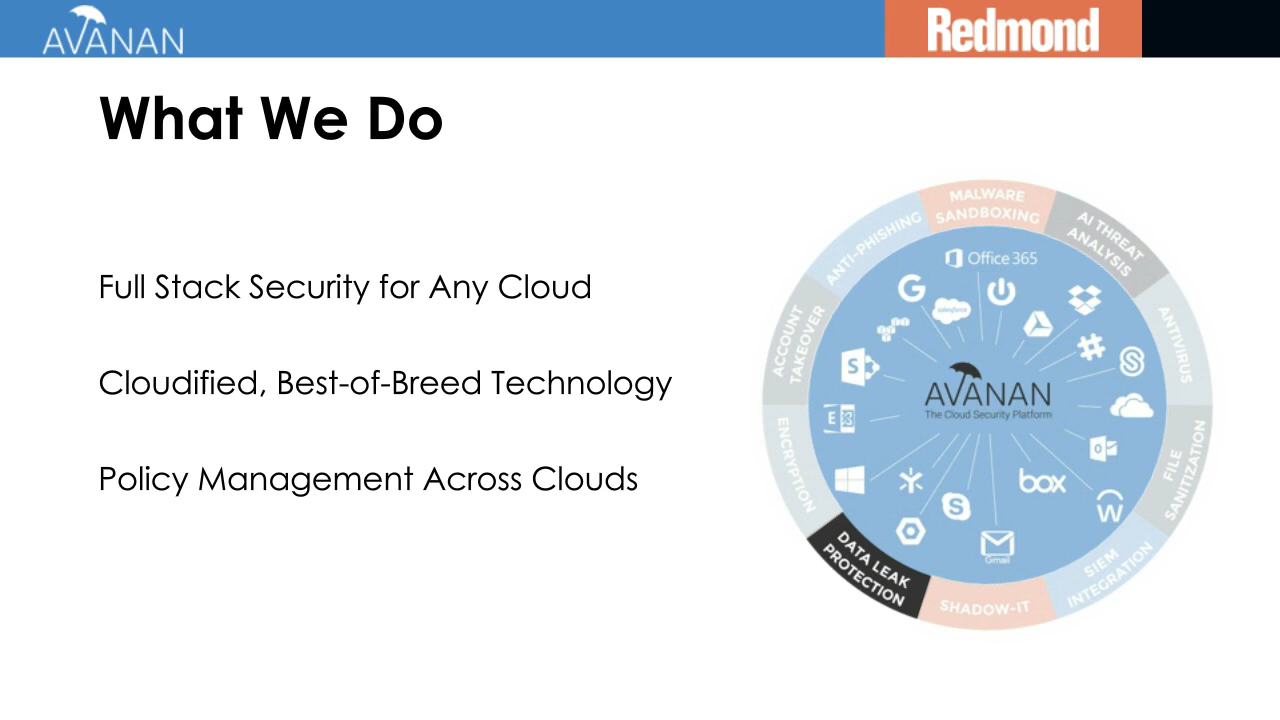 AVANAN
Redmond
What We Do
Full Stack Security for Any Cloud
Cloudified, Best-of-Breed Technology
Policy Management Across Clouds
MALWARE
SANDBOXING
AI THREAT
ANALYSIS
ANTIVIRUS
FILE
SANITIZATION
SIEM
INTEGRATION
SHADOW-IT
DATA LEAK
PROTECTION
ENCRYPTION
ACCOUNT
TAKEOVER
ANTI-PHISHING
Office 365
G
salesforce
S
E
S
box
Gmail
AVANAN
The Cloud Security Platform